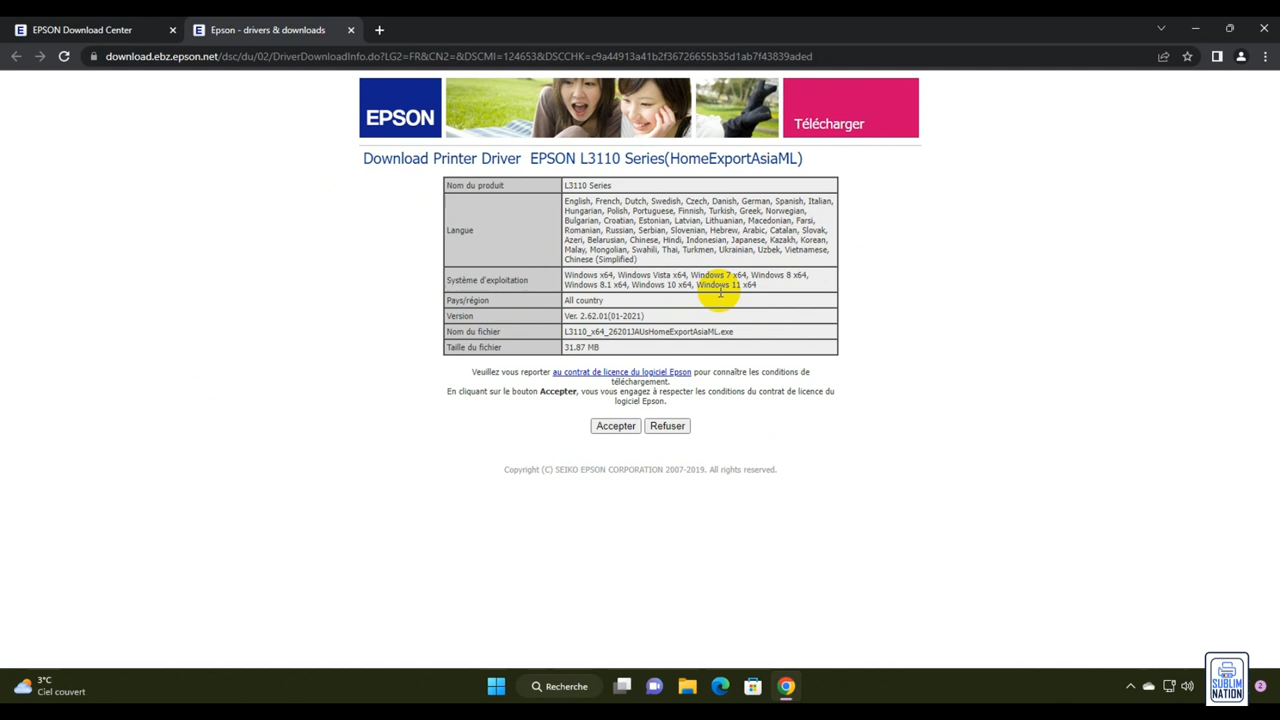 EPSON Download Center
Epson - drivers & downloads
download.ebz.epson.net/dsc/du/02/DriverDownloadInfo.do?LG2=FR&CN2=&DSCMI=124653&DSCCHK=c9a44913a41b2f36726655b35d1ab7f43839aded
EPSON
Télécharger
Download Printer Driver EPSON L3110 Series(HomeExportAsiaML)
Nom du produit L3110 Series
Langue
English, French, Dutch, Swedish, Czech, Danish, German, Spanish, Italian,
Hungarian, Polish, Portuguese, Finnish, Turkish, Greek, Norwegian,
Bulgarian, Croatian, Estonian, Latvian, Lithuanian, Macedonian, Farsi,
Romanian, Russian, Serbian, Slovenian, Hebrew, Arabic, Catalan, Slovak,
Azeri, Belarusian, Chinese, Hindi, Indonesian, Japanese, Kazakh, Korean,
Malay, Mongolian, Swahili, Thai, Turkmen, Ukrainian, Uzbek, Vietnamese,
Chinese (Simplified)
Système d'exploitation
Windows x64, Windows Vista x64, Windows 7 x64, Windows 8 x64,
Windows 8.1 x64, Windows 10 x64, Windows 11 x64
Pays/région All country
Version Ver. 2.62.01(01-2021)
Nom du fichier L3110_x64_26201JAUsHomeExportAsiaML.exe
Taille du fichier 31.87 MB
Veuillez vous reporter au contrat de licence du logiciel Epson pour connaître les conditions de
téléchargement.
En cliquant sur le bouton Accepter, vous vous engagez à respecter les conditions du contrat de licence du
logiciel Epson.
Accepter Refuser
Copyright (C) SEIKO EPSON CORPORATION 2007-2019. All rights reserved.
3°C
Ciel couvert
Recherche
2
SUBLIM
NATION